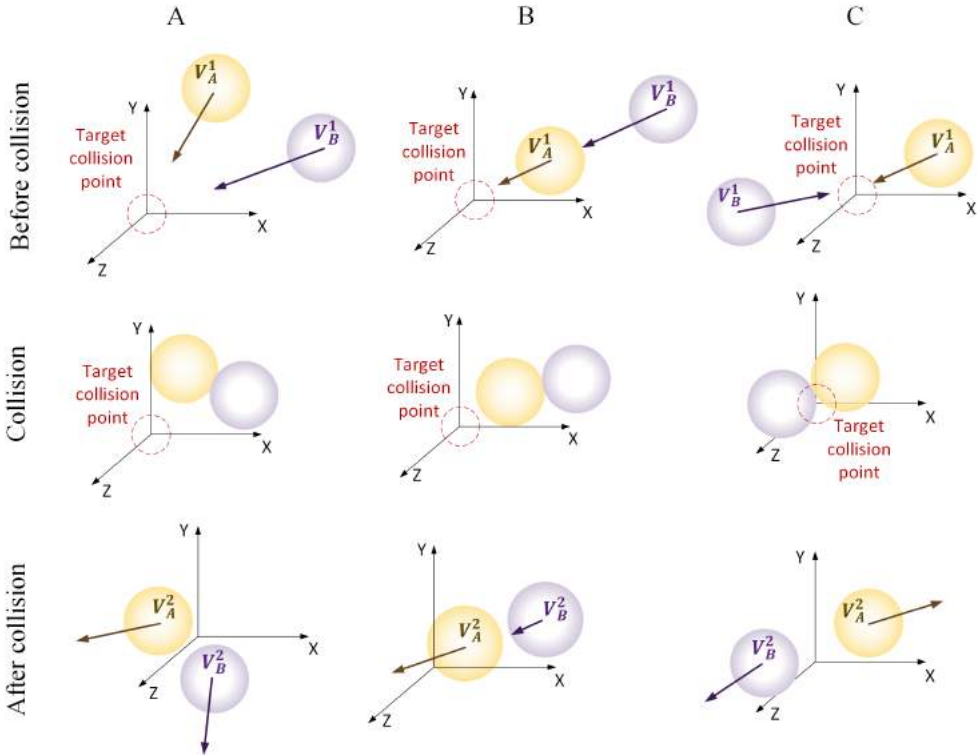 A B C
Before collision
Y
Target
collision
point
X
Z
V_A^1
V_B^1
Y
Target
collision
point
X
Z
V_A^1
V_B^1
Y
Target
collision
point
X
Z
V_B^1
V_A^1
Collision
Y
Target
collision
point
X
Z
Y
Target
collision
point
X
Z
Y
X
Z
Target
collision
point
After collision
Y
V_A^2
X
Z
V_B^2
Y
V_B^2
V_A^2
X
Z
Y
V_A^2
V_B^2
X
Z